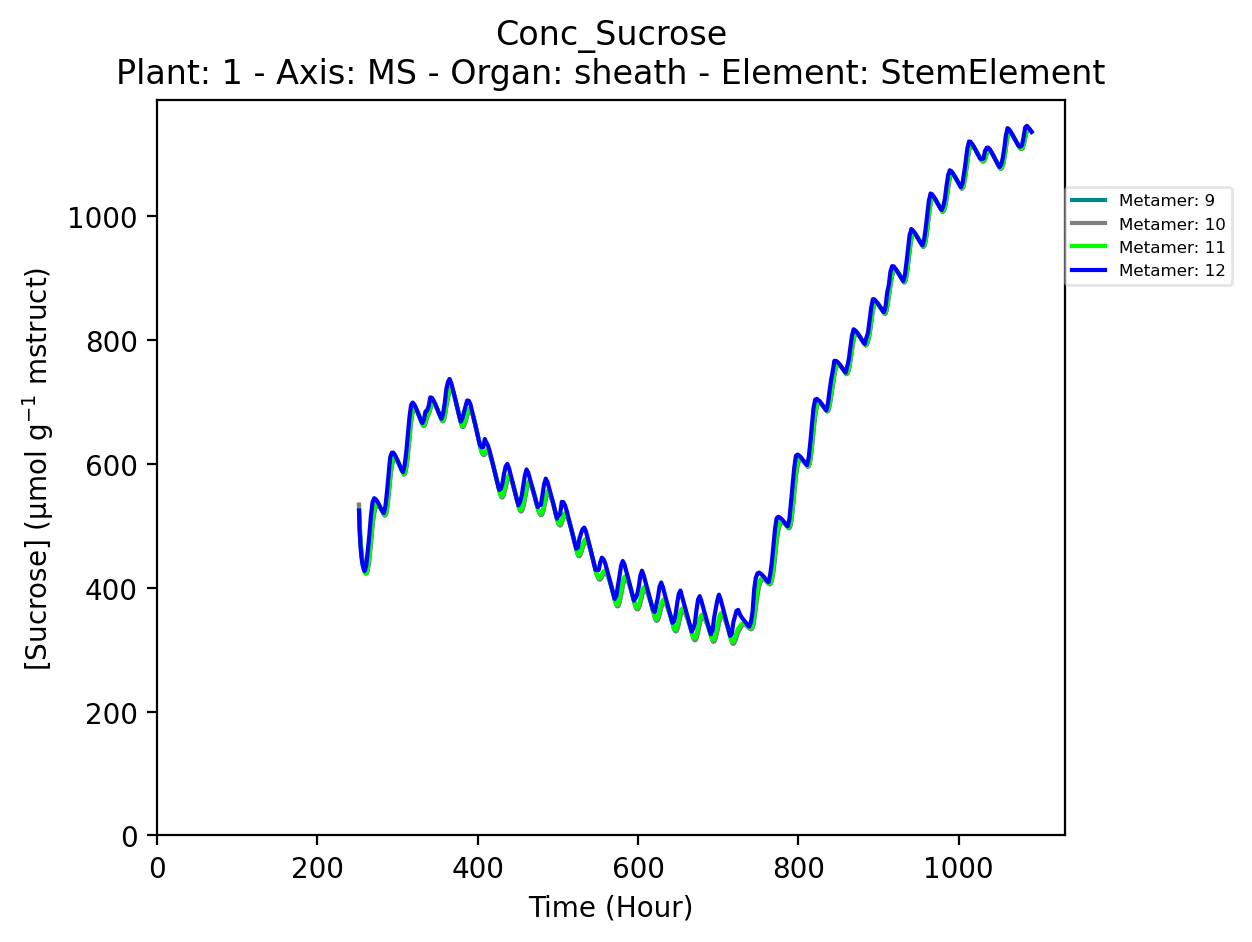 Conc_Sucrose
Plant: 1 - Axis: MS - Organ: sheath - Element: StemElement
[Sucrose] (µmol g⁻¹ mstruct)
1000
800
600
400
200
0
0 200 400 600 800 1000
Time (Hour)
Metamer: 9
Metamer: 10
Metamer: 11
Metamer: 12